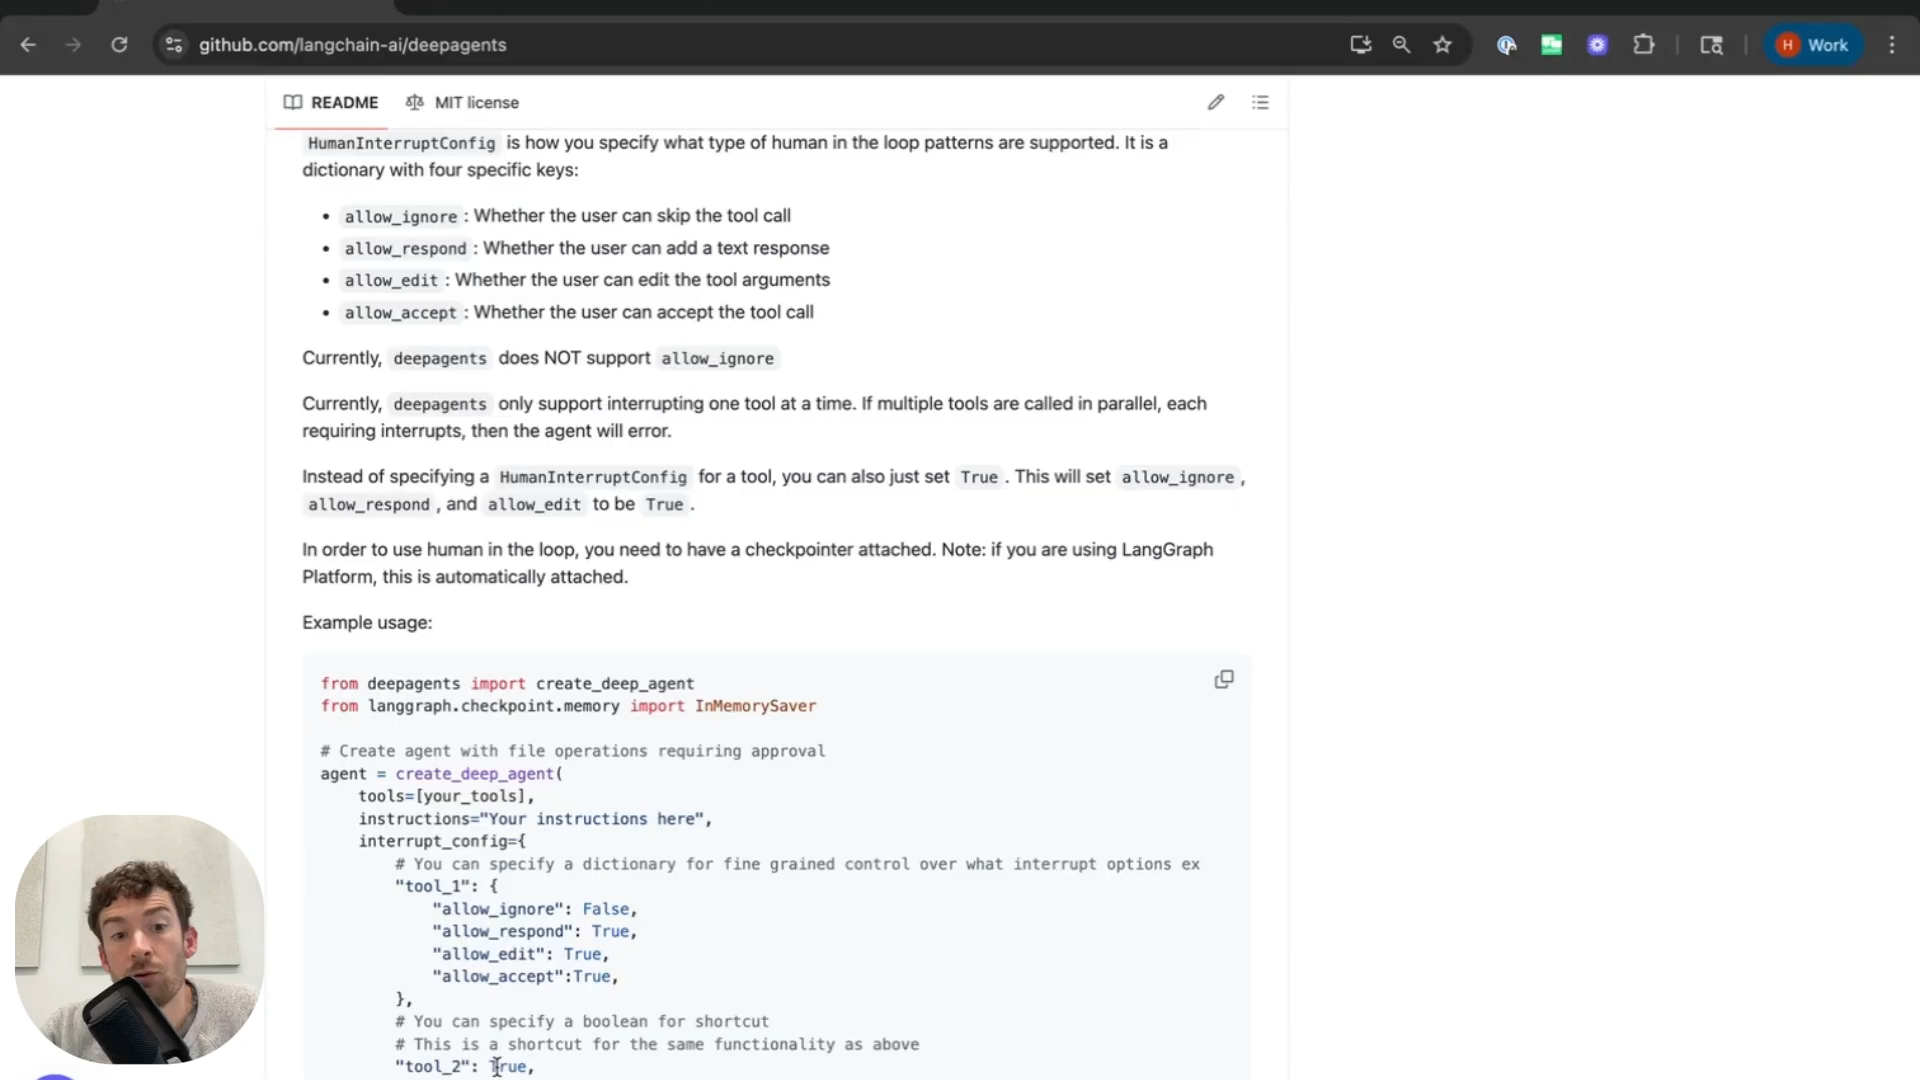 github.com/langchain-ai/deepagents
H
Work
README
MIT license
HumanInterruptConfig is how you specify what type of human in the loop patterns are supported. It is a
dictionary with four specific keys:
• allow_ignore : Whether the user can skip the tool call
• allow_respond : Whether the user can add a text response
• allow_edit : Whether the user can edit the tool arguments
• allow_accept : Whether the user can accept the tool call
Currently, deepagents does NOT support allow_ignore
Currently, deepagents only support interrupting one tool at a time. If multiple tools are called in parallel, each
requiring interrupts, then the agent will error.
Instead of specifying a HumanInterruptConfig for a tool, you can also just set True . This will set allow_ignore ,
allow_respond , and allow_edit to be True .
In order to use human in the loop, you need to have a checkpointer attached. Note: if you are using LangGraph
Platform, this is automatically attached.
Example usage:
from deepagents import create_deep_agent
from langgraph.checkpoint.memory import InMemorySaver
# Create agent with file operations requiring approval
agent = create_deep_agent(
tools=[your_tools],
instructions="Your instructions here",
interrupt_config={
# You can specify a dictionary for fine grained control over what interrupt options ex
"tool_1": {
"allow_ignore": False,
"allow_respond": True,
"allow_edit": True,
"allow_accept":True,
},
# You can specify a boolean for shortcut
# This is a shortcut for the same functionality as above
"tool_2": True,